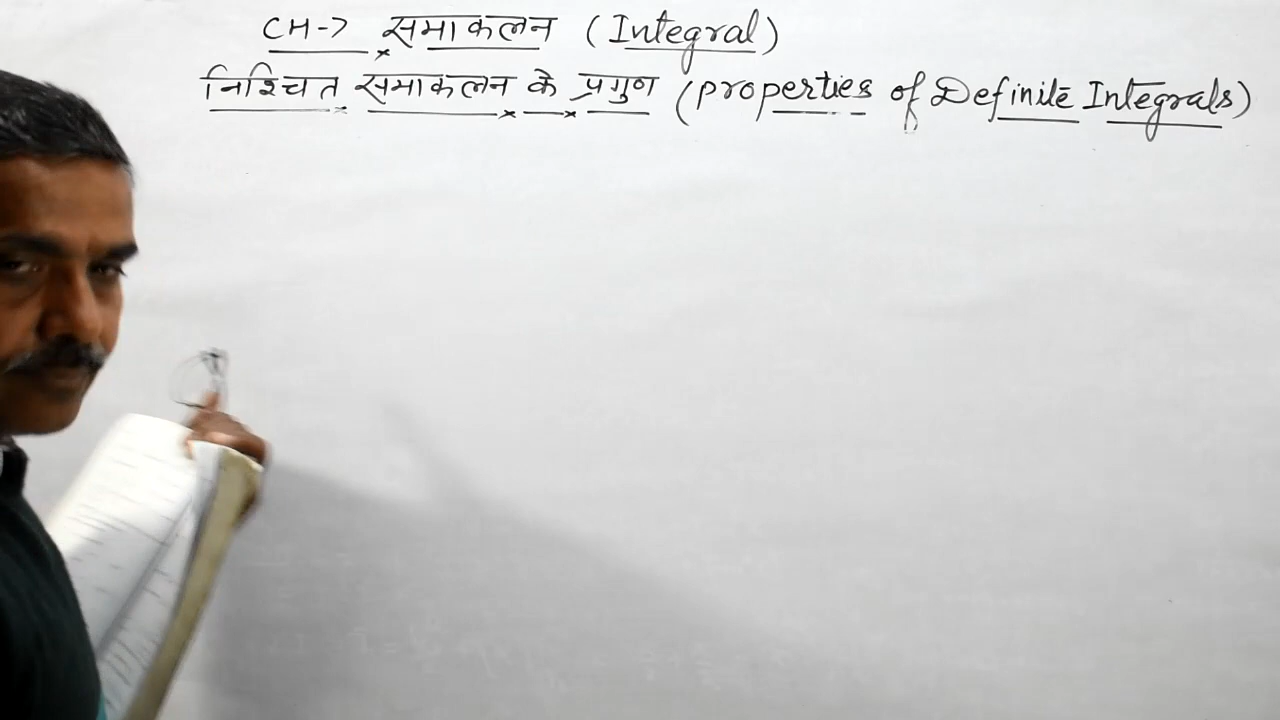 CH-7 समाकलन (Integral)
निश्चित समाकलन के प्रगुण (properties of Definite Integrals)